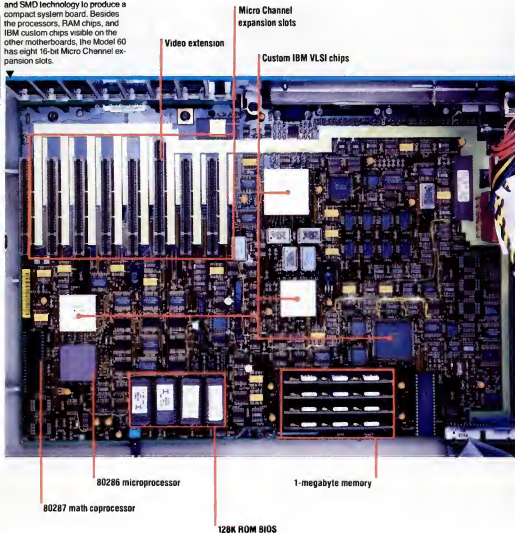 and SMD technology to produce a
compact system board. Besides
the processors, RAM chips, and
IBM custom chips visible on the
other motherboards, the Model 60
has eight 16-bit Micro Channel ex-
pansion slots.
Micro Channel
expansion slots
Video extension
Custom IBM VLSI chips
80286 microprocessor
1-megabyte memory
80287 math coprocessor
128K ROM BIOS